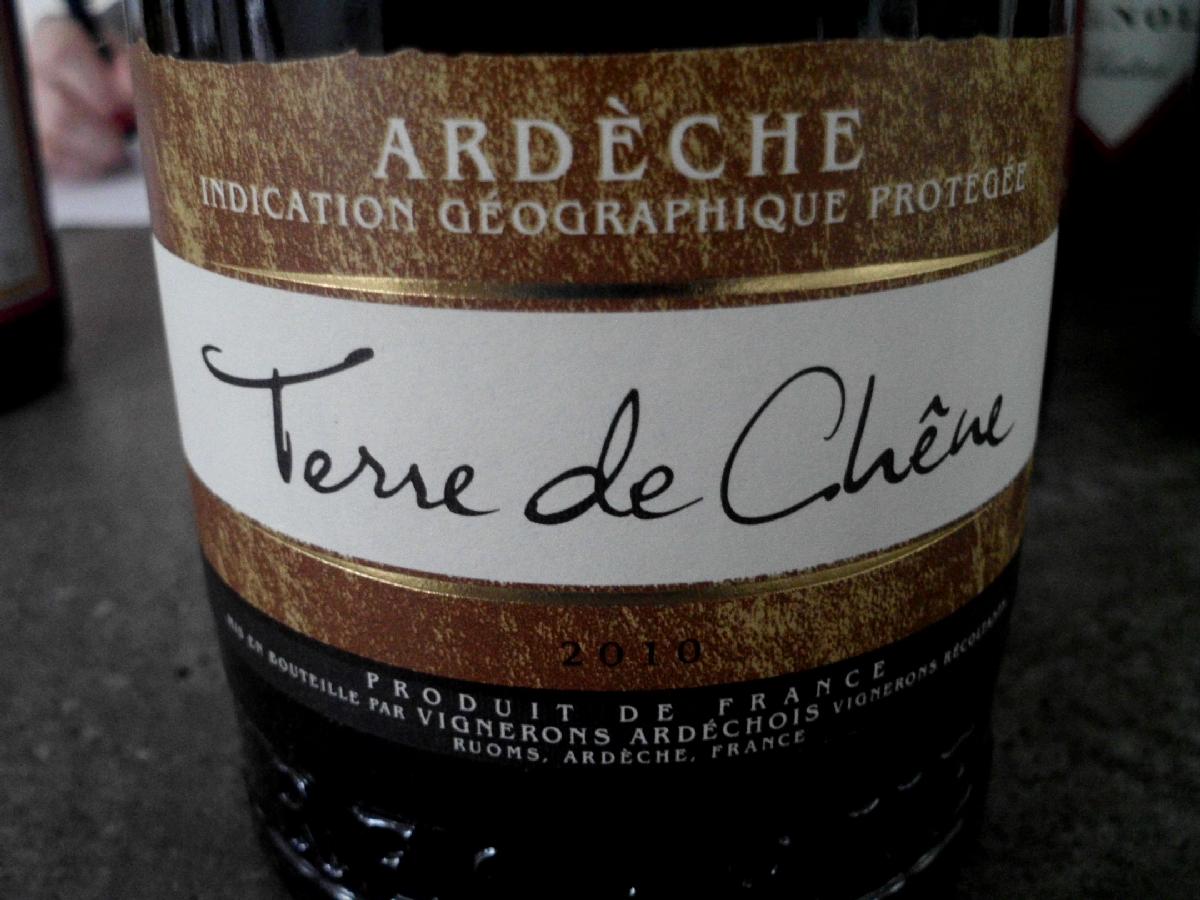 ARDÈCHE
INDICATION GÉOGRAPHIQUE PROTÉGÉE
Terre de Chêne
2010
PRODUIT DE FRANCE
MIS EN BOUTEILLE PAR VIGNERONS ARDÉCHOIS VIGNERONS RÉCOLTANTS
RUOMS, ARDÈCHE, FRANCE